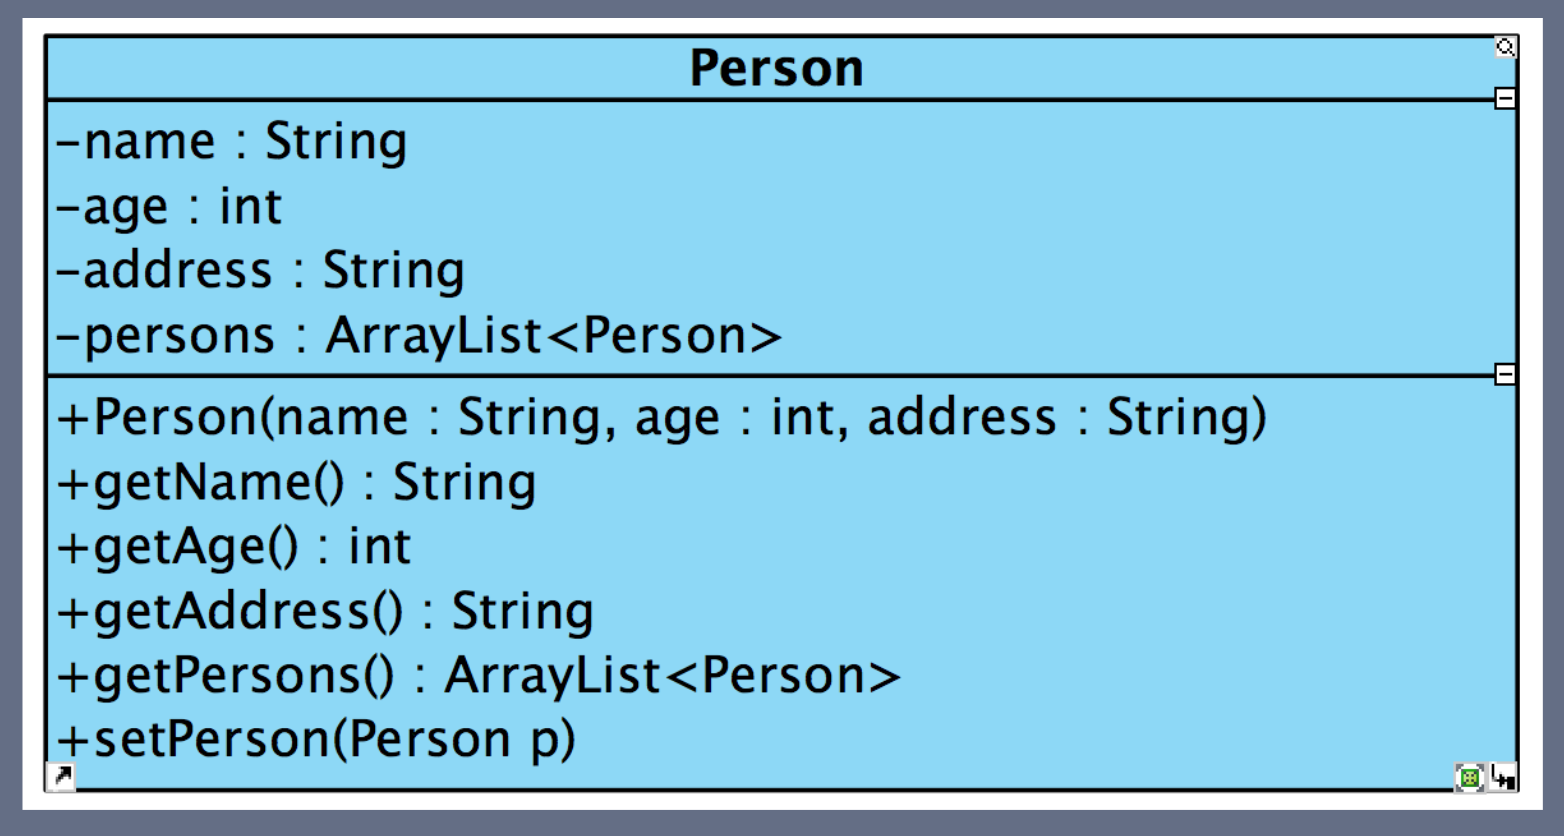 Person
-name : String
-age : int
-address : String
-persons : ArrayList<Person>
+Person(name : String, age : int, address : String)
+getName() : String
+getAge() : int
+getAddress() : String
+getPersons() : ArrayList<Person>
+setPerson(Person p)